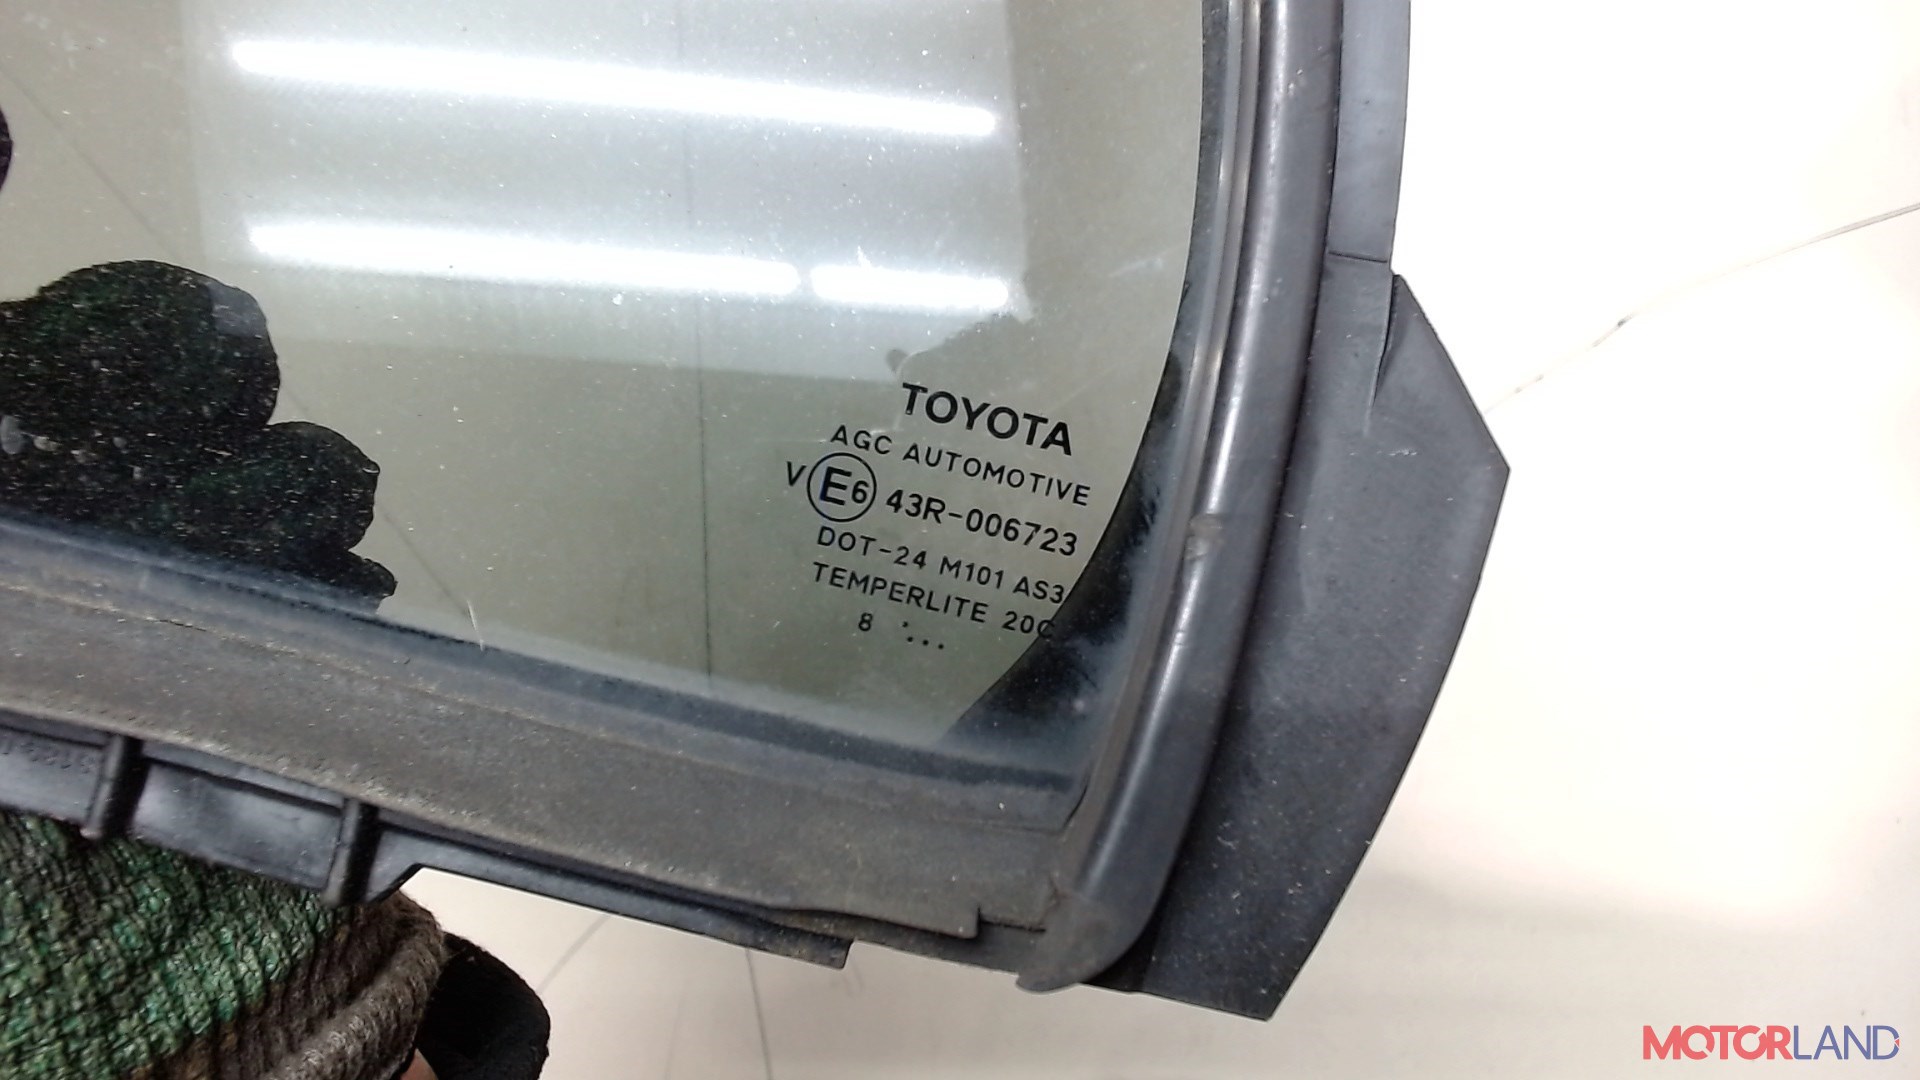 TOYOTA
AGC AUTOMOTIVE
V E6 43R-006723
DOT-24 M101 AS3
TEMPERLITE 20C
8 '...
MOTORLAND